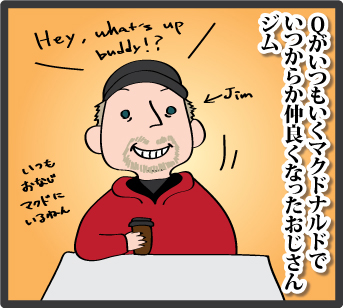 Qがいつもいくマクドナルドで
いつからか仲良くなったおじさん
ジム
Hey, what's up
buddy!?
Jim
いつも
おなじ
マクドに
いるねん